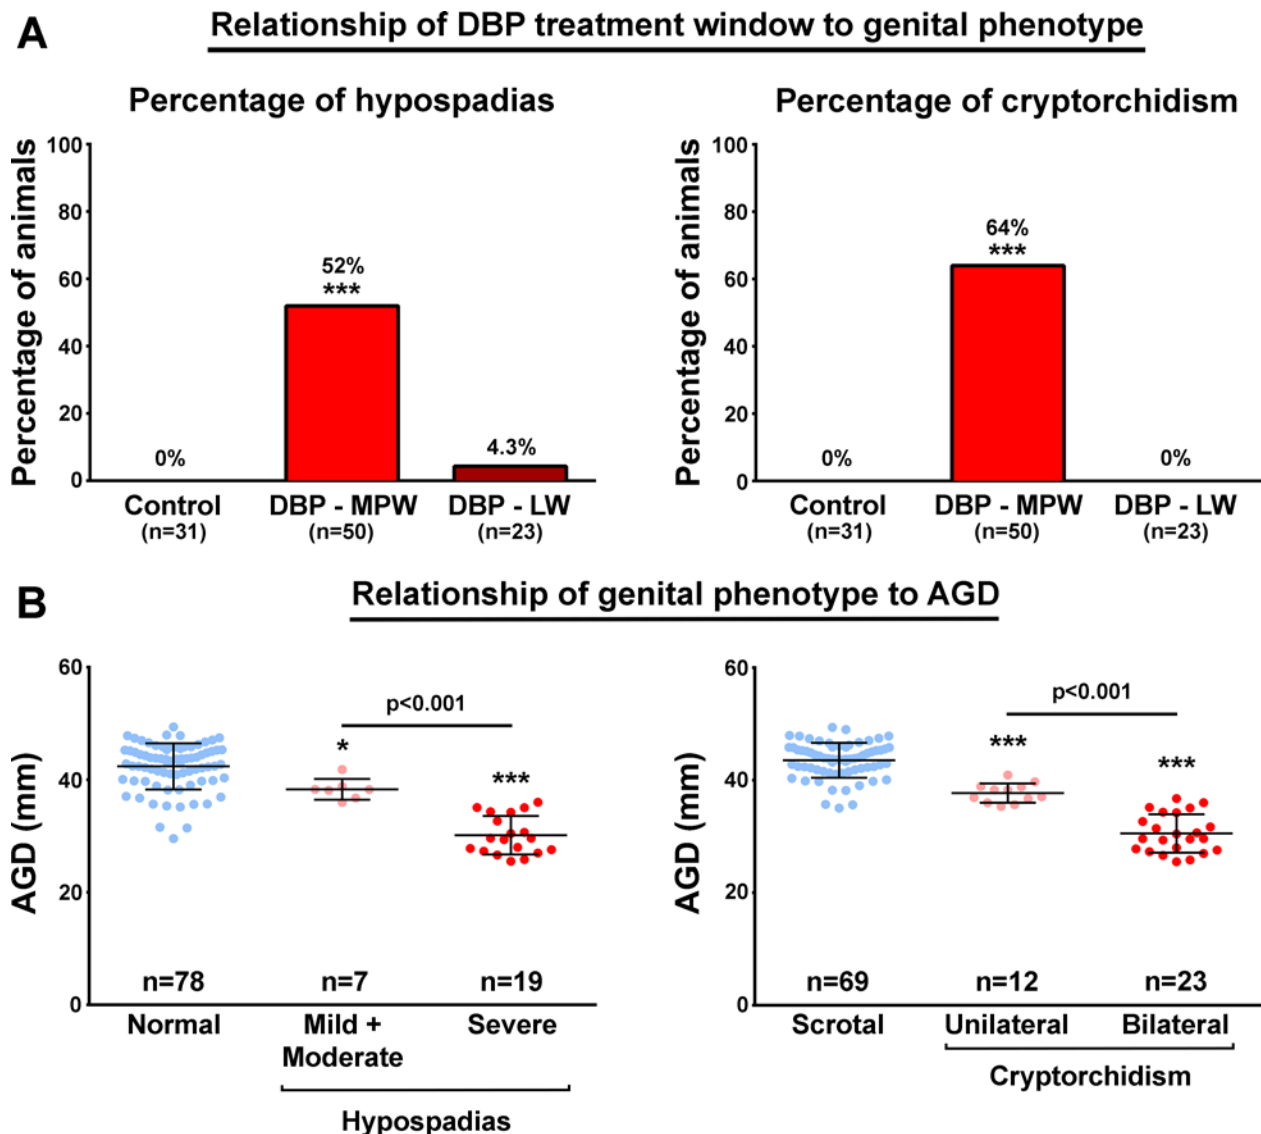 A
Relationship of DBP treatment window to genital phenotype
Percentage of hypospadias
Percentage of animals
100
80
60
40
20
0
0%
52%
***
4.3%
Control
(n=31)
DBP - MPW
(n=50)
DBP - LW
(n=23)
Percentage of cryptorchidism
Percentage of animals
100
80
60
40
20
0
0%
64%
***
0%
Control
(n=31)
DBP - MPW
(n=50)
DBP - LW
(n=23)
B
Relationship of genital phenotype to AGD
AGD (mm)
60
40
20
0
p<0.001
*
***
n=78
n=7
n=19
Normal
Mild +
Moderate
Severe
Hypospadias
AGD (mm)
60
40
20
0
p<0.001
***
***
n=69
n=12
n=23
Scrotal
Unilateral
Bilateral
Cryptorchidism